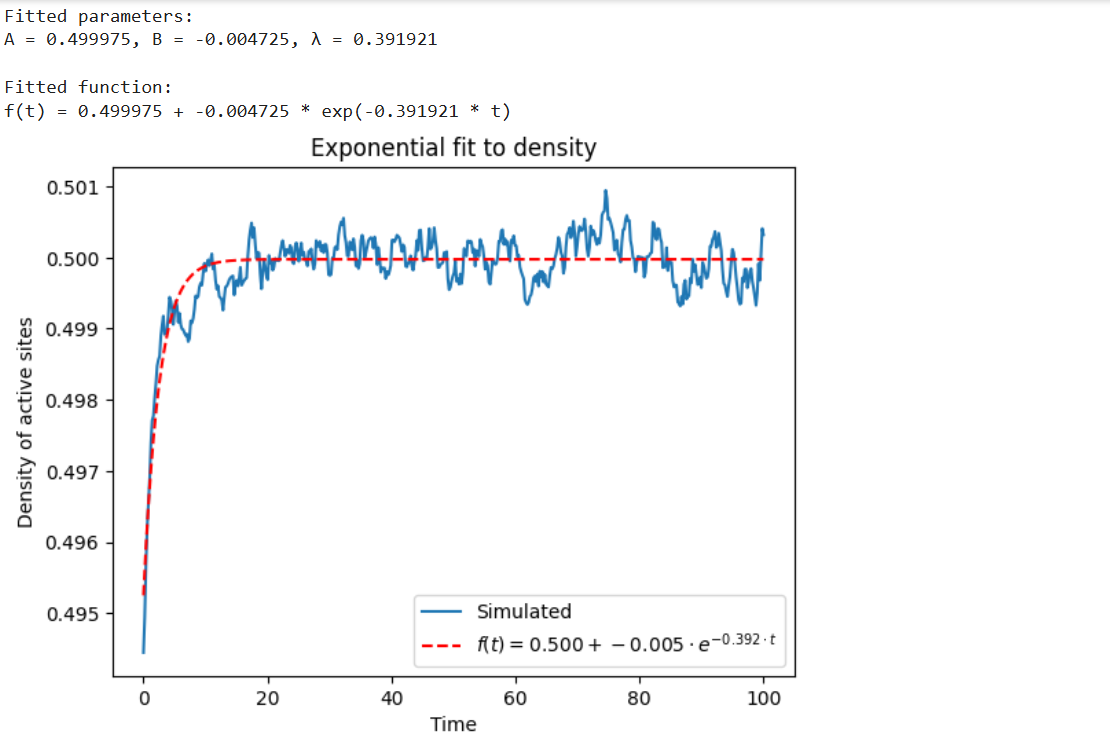 Fitted parameters:
A = 0.499975, B = -0.004725, λ = 0.391921
Fitted function:
f(t) = 0.499975 + -0.004725 * exp(-0.391921 * t)
Exponential fit to density
0.501
0.500
0.499
0.498
0.497
0.496
0.495
Density of active sites
Simulated
f(t) = 0.500 + − 0.005 · e^−0.392 · t
0 20 40 60 80 100
Time